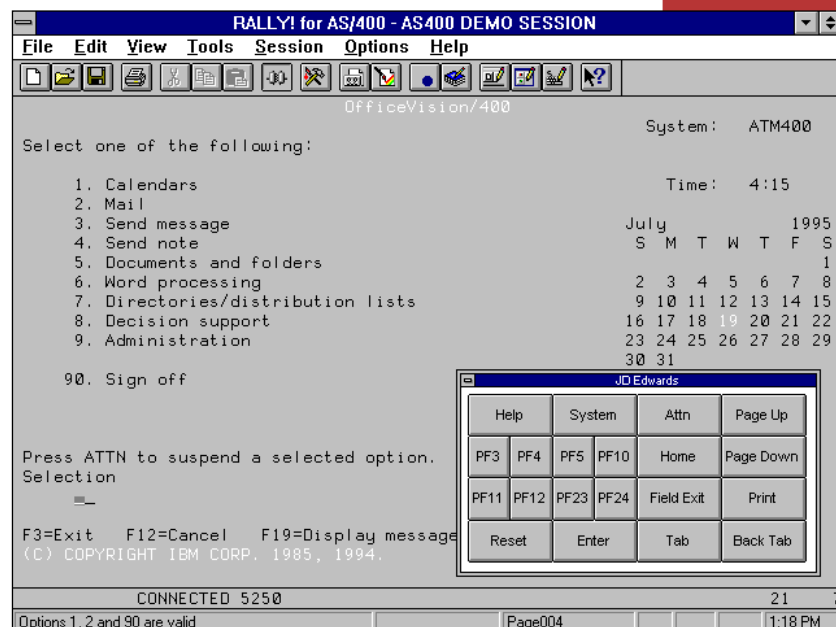 RALLY! for AS/400 - AS400 DEMO SESSION
File Edit View Tools Session Options Help
OfficeVision/400
System: ATM400
Select one of the following:
1. Calendars
Time: 4:15
2. Mail
3. Send message
July 1995
4. Send note
S M T W T F S
5. Documents and folders
1
6. Word processing
2 3 4 5 6 7 8
7. Directories/distribution lists
9 10 11 12 13 14 15
8. Decision support
16 17 18 19 20 21 22
9. Administration
23 24 25 26 27 28 29
30 31
90. Sign off
JD Edwards
Help System Attn Page Up
PF3 PF4 PF5 PF10 Home Page Down
PF11 PF12 PF23 PF24 Field Exit Print
Reset Enter Tab Back Tab
Press ATTN to suspend a selected option.
Selection
F3=Exit F12=Cancel F19=Display message
(C) COPYRIGHT IBM CORP. 1985, 1994.
CONNECTED 5250 21
Options 1, 2 and 90 are valid Page004 1:18 PM